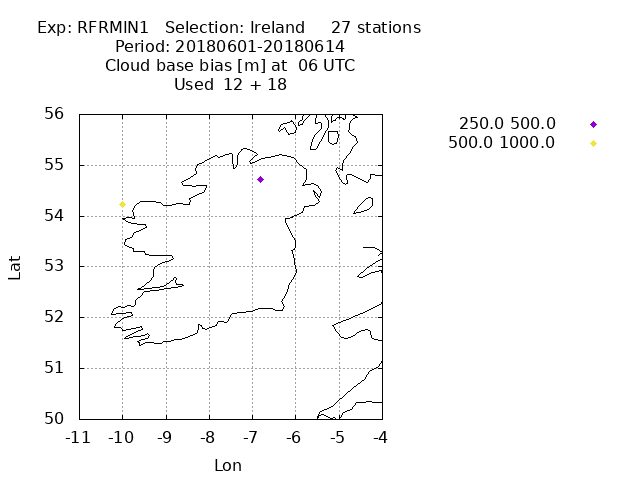 Exp: RFRMIN1   Selection: Ireland     27 stations
Period: 20180601-20180614
Cloud base bias [m] at  06 UTC
Used  12 + 18
250.0 500.0
500.0 1000.0
56
55
54
53
52
51
50
Lat
-11 -10 -9 -8 -7 -6 -5 -4
Lon